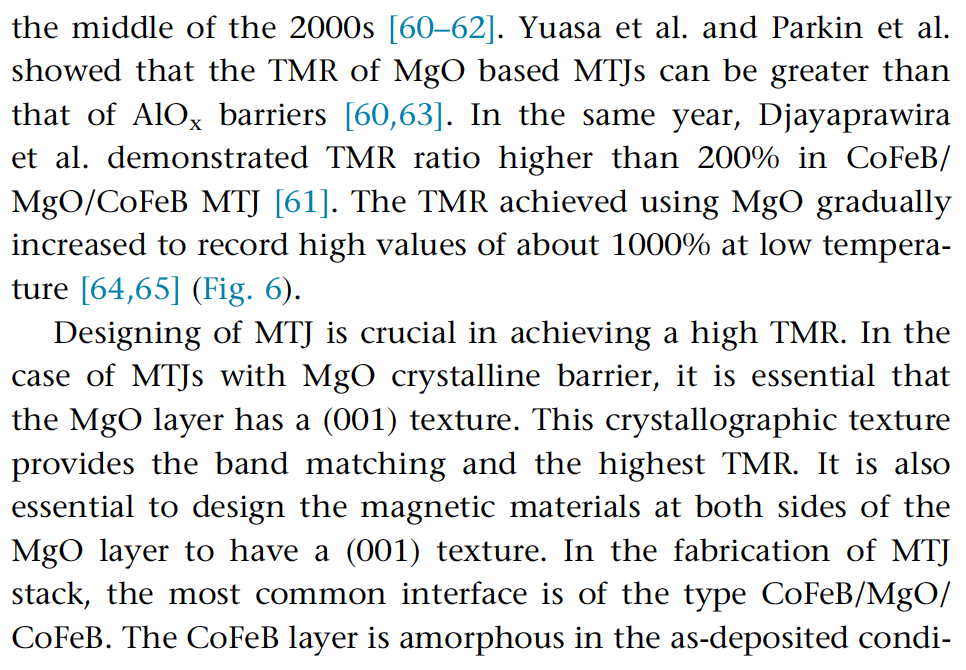 the middle of the 2000s [60–62]. Yuasa et al. and Parkin et al.
showed that the TMR of MgO based MTJs can be greater than
that of AlOx barriers [60,63]. In the same year, Djayaprawira
et al. demonstrated TMR ratio higher than 200% in CoFeB/
MgO/CoFeB MTJ [61]. The TMR achieved using MgO gradually
increased to record high values of about 1000% at low tempera-
ture [64,65] (Fig. 6).
Designing of MTJ is crucial in achieving a high TMR. In the
case of MTJs with MgO crystalline barrier, it is essential that
the MgO layer has a (001) texture. This crystallographic texture
provides the band matching and the highest TMR. It is also
essential to design the magnetic materials at both sides of the
MgO layer to have a (001) texture. In the fabrication of MTJ
stack, the most common interface is of the type CoFeB/MgO/
CoFeB. The CoFeB layer is amorphous in the as-deposited condi-